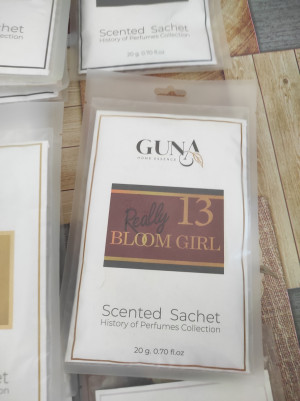 Scented Sachet
History of Perfumes Collection
20 g. 0.70 fl.oz
GUNA
HOME ESSENCE
Really 13
BLOOM GIRL
Scented Sachet
History of Perfumes Collection
20 g. 0.70 fl.oz
et
Collection